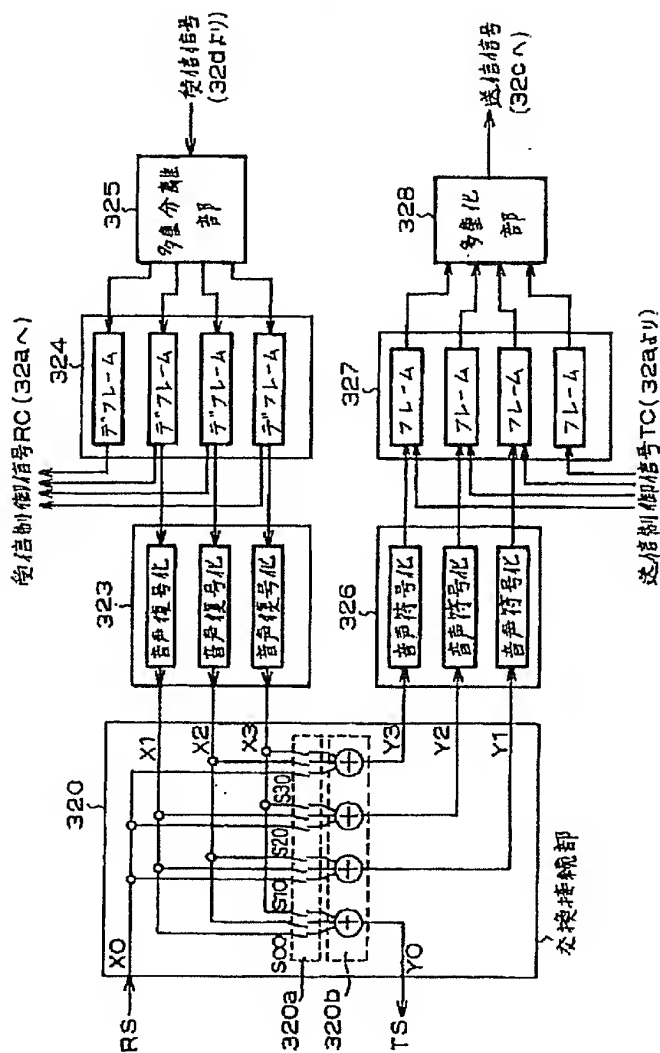 受信信号
(32dより)
325
多重分離
部
受信制御信号RC(32aへ)
324
デフレーム
デフレーム
デフレーム
デフレーム
323
音声復号化
音声復号化
音声復号化
320
RS
X0
X1
X2
X3
S00
S10
S20
S30
320a
320b
TS
Y0
Y3
Y2
Y1
交換接続部
326
音声符号化
音声符号化
音声符号化
327
フレーム
フレーム
フレーム
フレーム
送信制御信号TC(32aより)
328
多重化
部
送信信号
(32cへ)